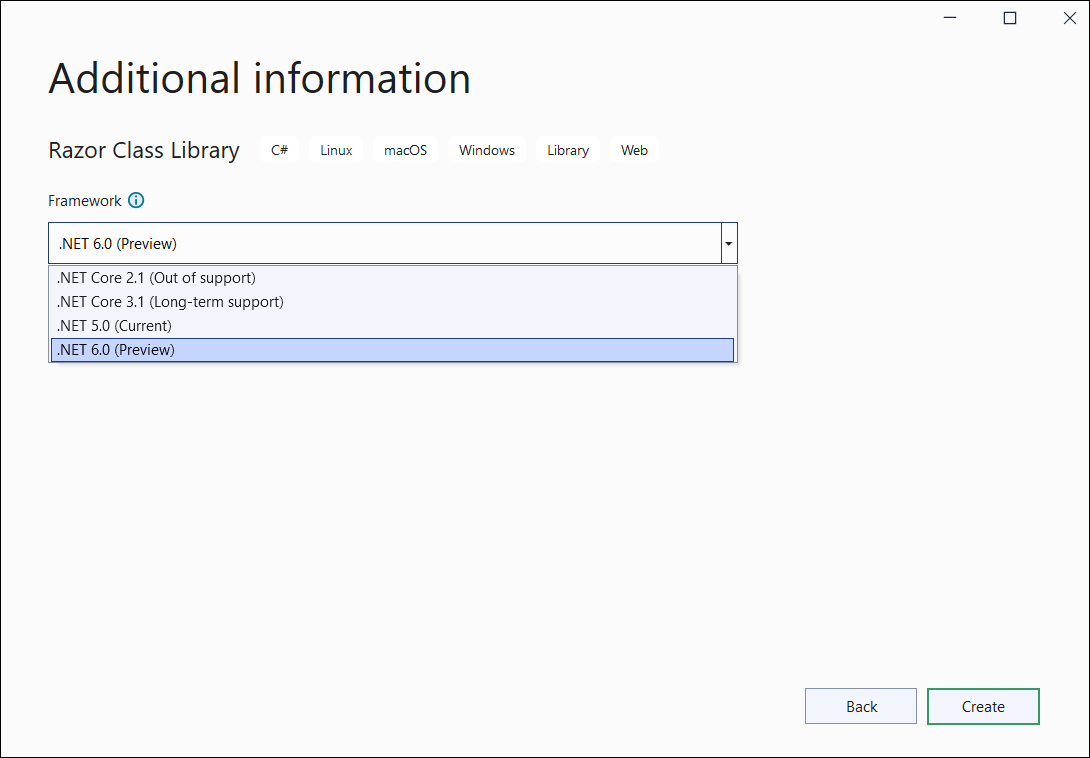 Additional information
Razor Class Library C# Linux macOS Windows Library Web
Framework
.NET 6.0 (Preview)
.NET Core 2.1 (Out of support)
.NET Core 3.1 (Long-term support)
.NET 5.0 (Current)
.NET 6.0 (Preview)
Back Create